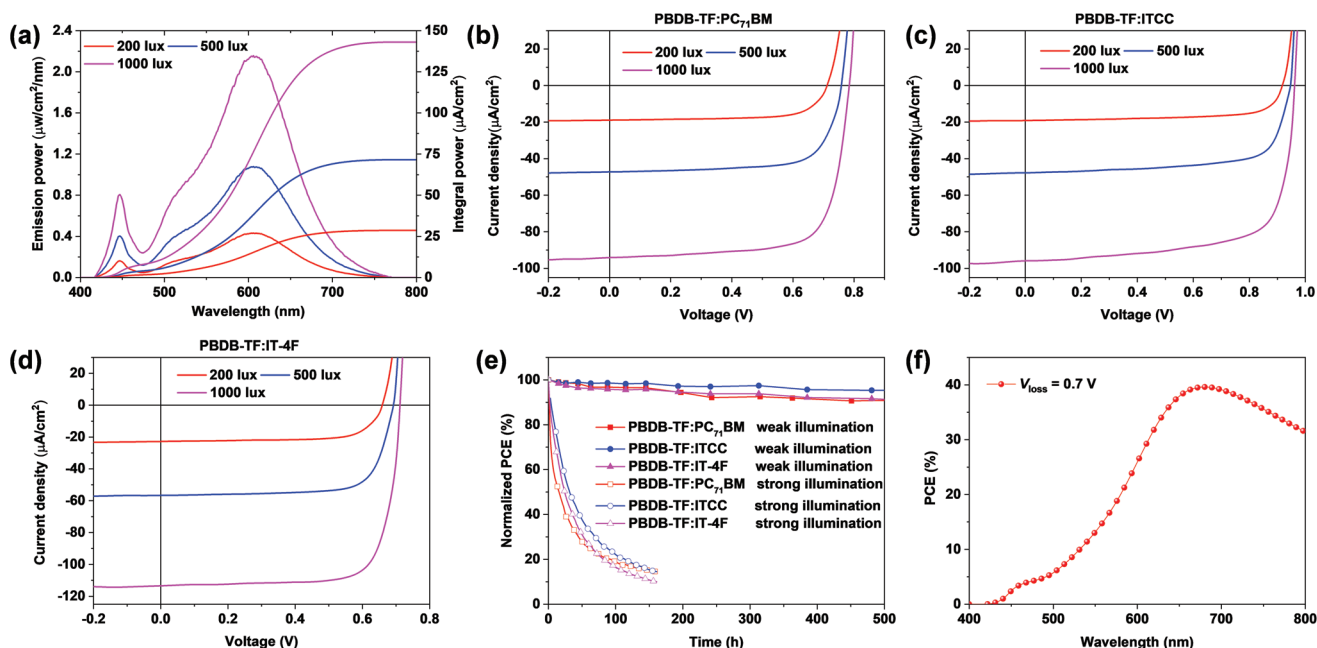 (a)
200 lux 500 lux
1000 lux
Emission power (μw/cm²/mm)
2.4
2.0
1.6
1.2
0.8
0.4
0.0
150
125
100
75
50
25
0
Integral power (μA/cm²)
400 500 600 700 800
Wavelength (nm)
(b)
PBDB-TF:PC₇₁BM
200 lux 500 lux
1000 lux
Current density(μA/cm²)
20
0
-20
-40
-60
-80
-100
-0.2 0.0 0.2 0.4 0.6 0.8
Voltage (V)
(c)
PBDB-TF:ITCC
200 lux 500 lux
1000 lux
Current density(μA/cm²)
20
0
-20
-40
-60
-80
-100
-0.2 0.0 0.2 0.4 0.6 0.8 1.0
Voltage (V)
(d)
PBDB-TF:IT-4F
200 lux 500 lux
1000 lux
Current density (μA/cm²)
20
0
-20
-40
-60
-80
-100
-120
-0.2 0.0 0.2 0.4 0.6 0.8
Voltage (V)
(e)
Normalized PCE (%)
100
80
60
40
20
0
PBDB-TF:PC₇₁BM weak illumination
PBDB-TF:ITCC weak illumination
PBDB-TF:IT-4F weak illumination
PBDB-TF:PC₇₁BM strong illumination
PBDB-TF:ITCC strong illumination
PBDB-TF:IT-4F strong illumination
0 100 200 300 400 500
Time (h)
(f)
V_loss = 0.7 V
PCE (%)
40
30
20
10
0
400 500 600 700 800
Wavelength (nm)